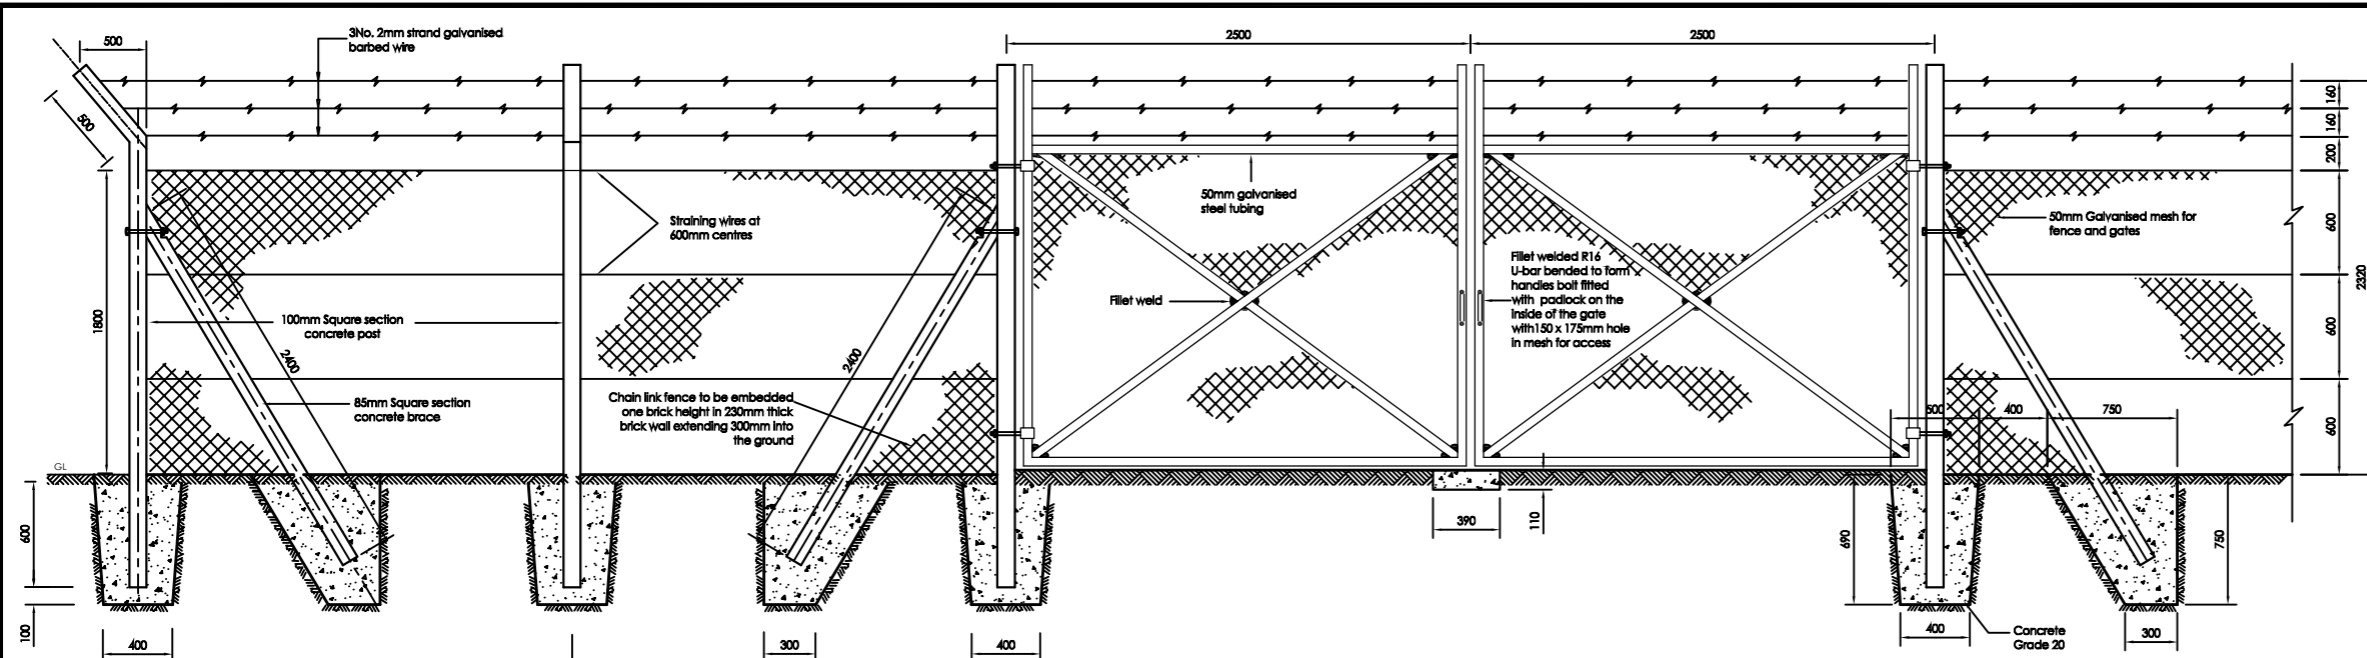 500
3No. 2mm strand galvanised
barbed wire
2500
2500
500
160
160
200
600
600
600
2320
1800
50mm galvanised
steel tubing
Straining wires at
600mm centres
50mm Galvanised mesh for
fence and gates
Fillet welded R16
U-bar bended to form
handles bolt fitted
with padlock on the
inside of the gate
with150 x 175mm hole
in mesh for access
Fillet weld
100mm Square section
concrete post
2400
2400
85mm Square section
concrete brace
Chain link fence to be embedded
one brick height in 230mm thick
brick wall extending 300mm into
the ground
500
400
750
GL
600
100
400
300
400
390
110
690
750
400
300
Concrete
Grade 20